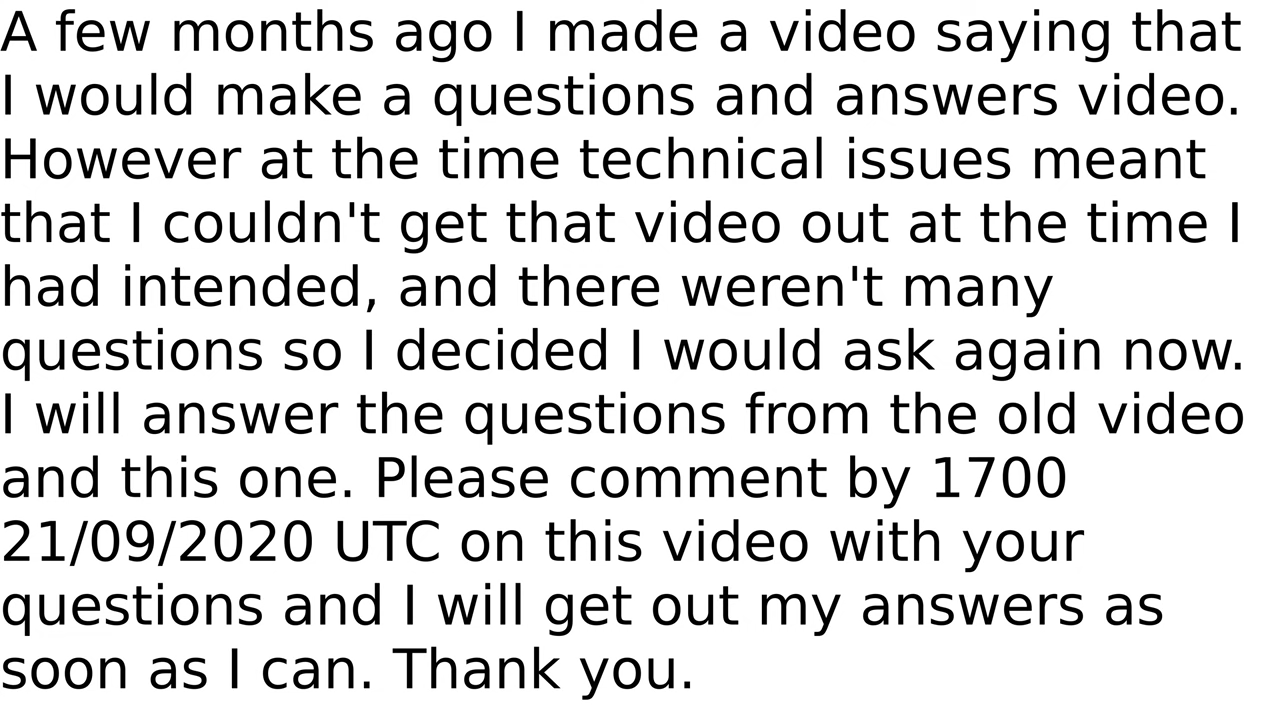 A few months ago I made a video saying that
I would make a questions and answers video.
However at the time technical issues meant
that I couldn't get that video out at the time I
had intended, and there weren't many
questions so I decided I would ask again now.
I will answer the questions from the old video
and this one. Please comment by 1700
21/09/2020 UTC on this video with your
questions and I will get out my answers as
soon as I can. Thank you.